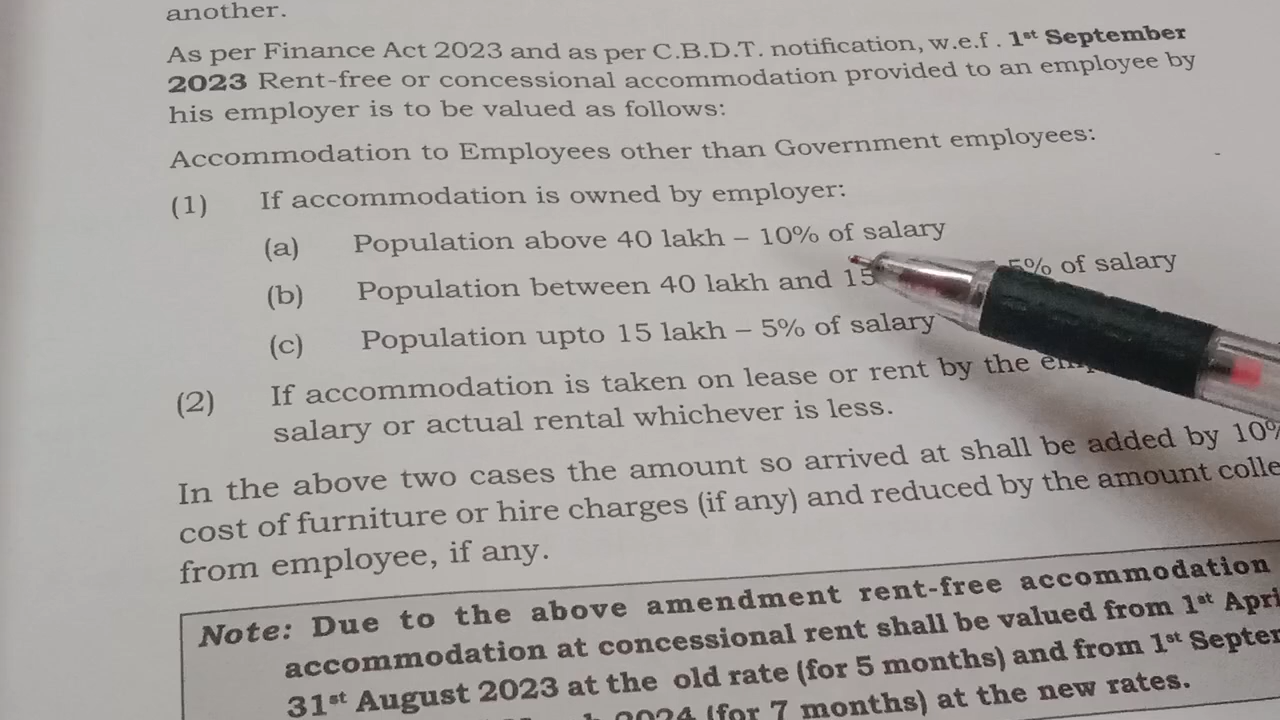 another.
As per Finance Act 2023 and as per C.B.D.T. notification, w.e.f. 1st September
2023 Rent-free or concessional accommodation provided to an employee by
his employer is to be valued as follows:
Accommodation to Employees other than Government employees:
(1) If accommodation is owned by employer:
(a) Population above 40 lakh – 10% of salary
(b) Population between 40 lakh and 15 5% of salary
(c) Population upto 15 lakh – 5% of salary
(2) If accommodation is taken on lease or rent by the
salary or actual rental whichever is less.
In the above two cases the amount so arrived at shall be added by 10%
cost of furniture or hire charges (if any) and reduced by the amount
from employee, if any.
Note: Due to the above amendment rent-free accommodation
accommodation at concessional rent shall be valued from 1st
31st August 2023 at the old rate (for 5 months) and from 1st
2024 (for 7 months) at the new rates.